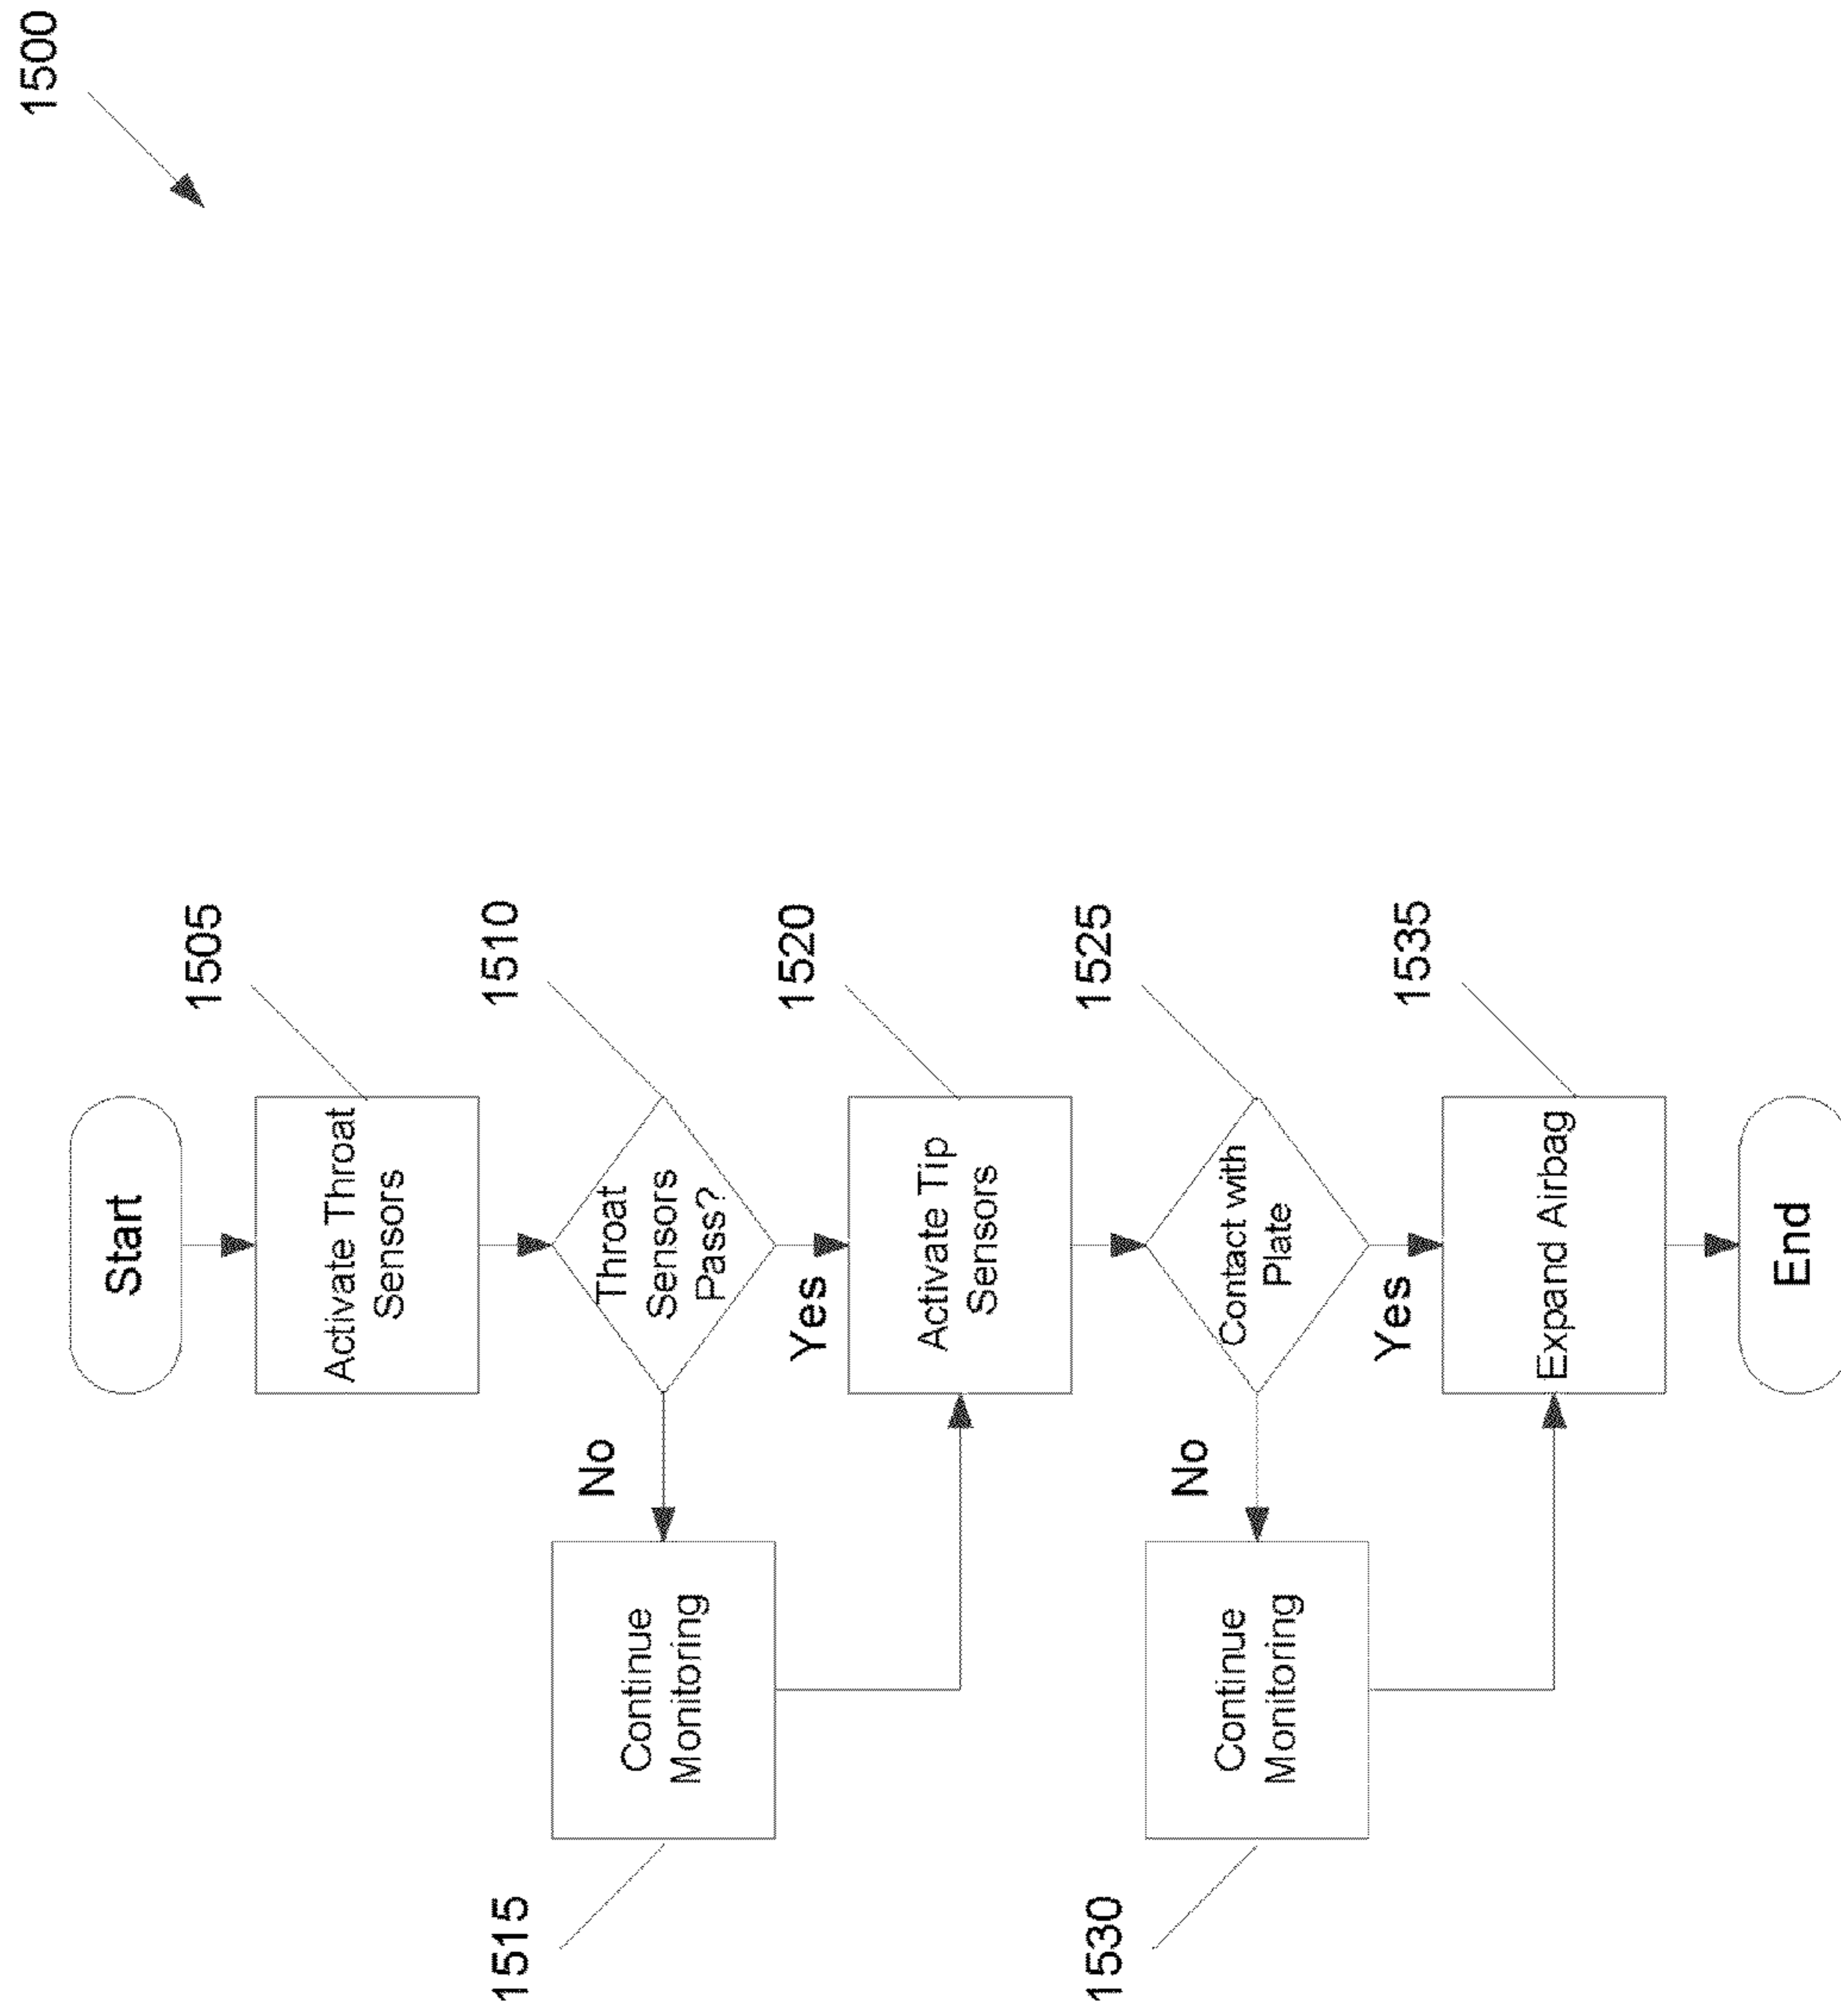 1500
Start
1505
Activate Throat
Sensors
1510
Throat
Sensors
Pass?
No
Yes
1515
Continue
Monitoring
1520
Activate Tip
Sensors
1525
Contact with
Plate
No
Yes
1530
Continue
Monitoring
1535
Expand Airbag
End